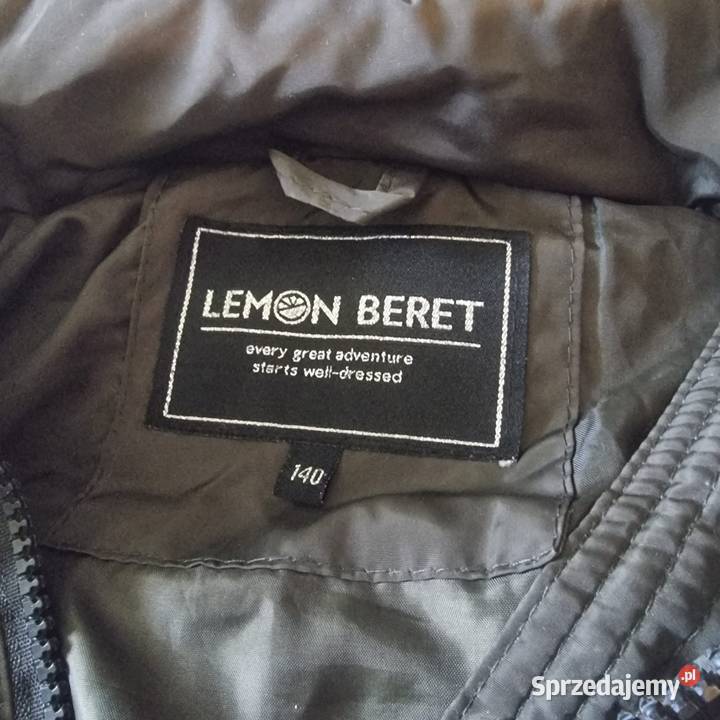 LEMON BERET
every great adventure
starts well-dressed
140
Sprzedajemy.pl